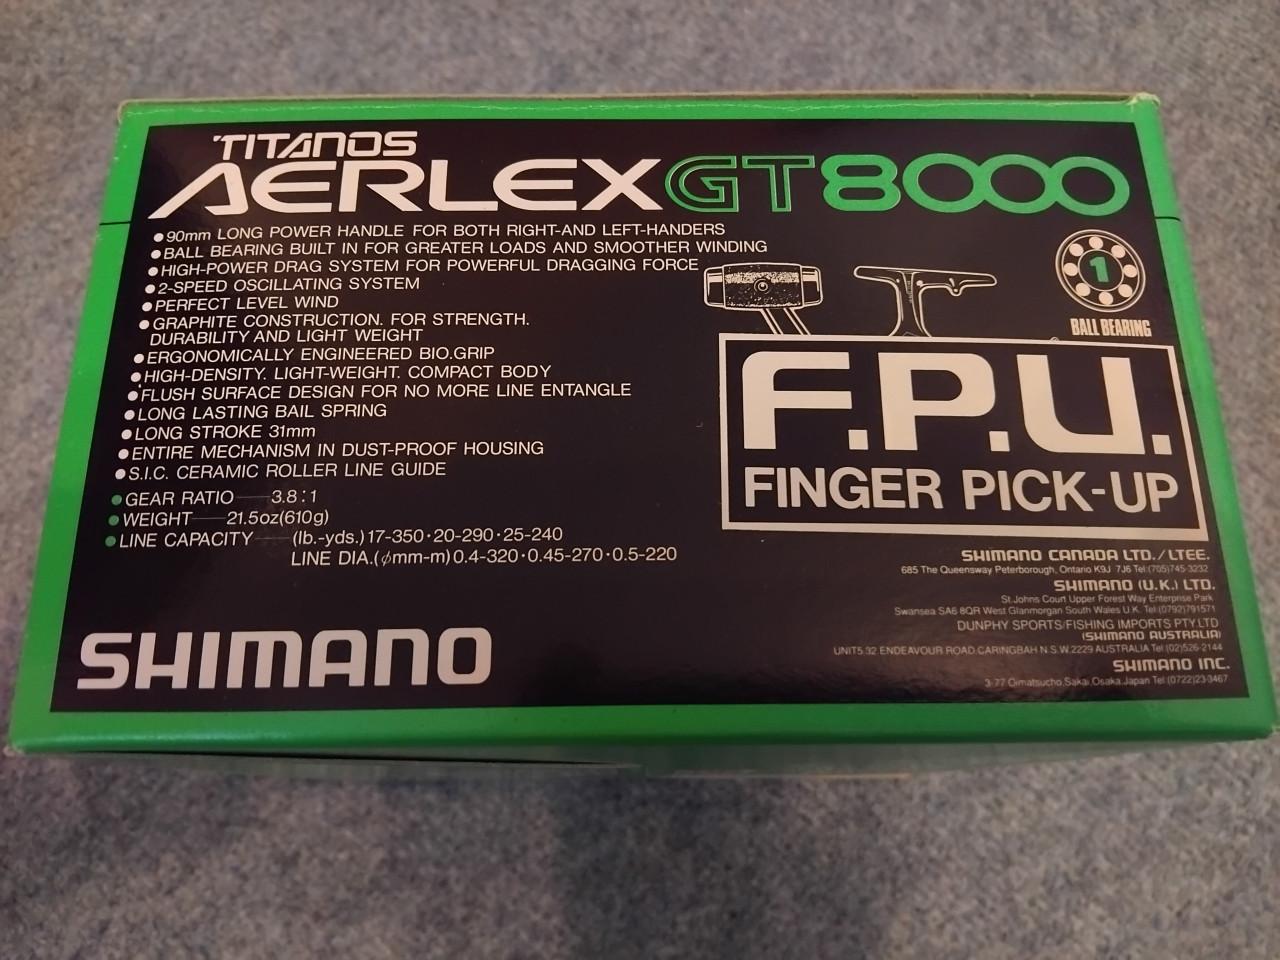 TITANOS
AERLEX GT 8000
●90mm LONG POWER HANDLE FOR BOTH RIGHT-AND LEFT-HANDERS
●BALL BEARING BUILT IN FOR GREATER LOADS AND SMOOTHER WINDING
●HIGH-POWER DRAG SYSTEM FOR POWERFUL DRAGGING FORCE
●2-SPEED OSCILLATING SYSTEM
●PERFECT LEVEL WIND
●GRAPHITE CONSTRUCTION. FOR STRENGTH.
DURABILITY AND LIGHT WEIGHT
●ERGONOMICALLY ENGINEERED BIO.GRIP
●HIGH-DENSITY. LIGHT-WEIGHT. COMPACT BODY
●FLUSH SURFACE DESIGN FOR NO MORE LINE ENTANGLE
●LONG LASTING BAIL SPRING
●LONG STROKE 31mm
●ENTIRE MECHANISM IN DUST-PROOF HOUSING
●S.I.C. CERAMIC ROLLER LINE GUIDE
●GEAR RATIO—3.8:1
●WEIGHT—21.5oz(610g)
●LINE CAPACITY—(lb.-yds.)17-350·20-290·25-240
LINE DIA.(φmm-m)0.4-320·0.45-270·0.5-220
SHIMANO
1
BALL BEARING
F.P.U.
FINGER PICK-UP
SHIMANO CANADA LTD./LTEE.
685 The Queensway Peterborough, Ontario K9J 7J6 Tel:(705)745-3232
SHIMANO (U.K.) LTD.
St.Johns Court Upper Forest Way Enterprise Park
Swansea SA6 8QR West Glanmorgan South Wales U.K. Tel:(0792)791571
DUNPHY SPORTS/FISHING IMPORTS PTY.LTD
(SHIMANO AUSTRALIA)
UNIT5.32 ENDEAVOUR ROAD.CARINGBAH N.S.W.2229 AUSTRALIA Tel:(02)526-2144
SHIMANO INC.
3-77 Oimatsucho,Sakai,Osaka,Japan Tel (0722)23-3467